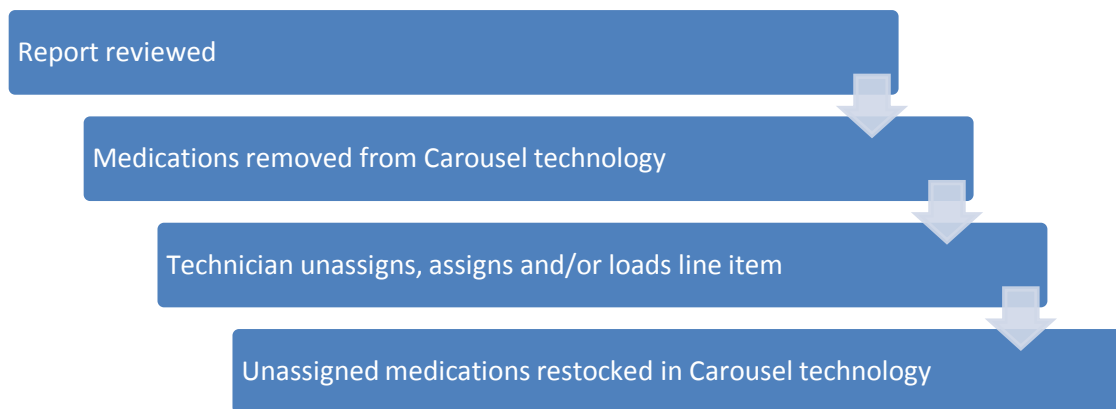 Report reviewed
Medications removed from Carousel technology
Technician unassigns, assigns and/or loads line item
Unassigned medications restocked in Carousel technology